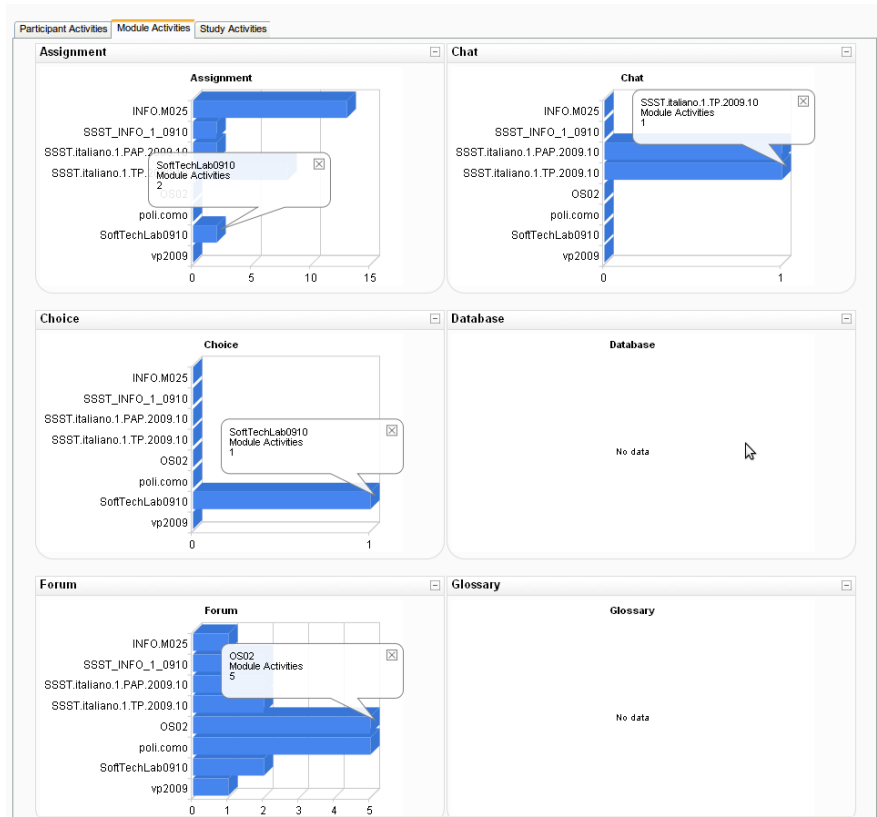 Participant Activities Module Activities Study Activities
Assignment
Assignment
INFO.M025
SSST_INFO_1_0910
SSST.italiano.1.PAP.2009.10
SSST.italiano.1.TP.
SoftTechLab0910
Module Activities
2
OS02
poli.como
SoftTechLab0910
vp2009
0 5 10 15
Chat
Chat
INFO.M025
SSST_INFO_1_0910
SSST.italiano.1.PAP.2009.10
SSST.italiano.1.TP.2009.10
OS02
poli.como
SoftTechLab0910
vp2009
SSST.italiano.1.TP.2009.10
Module Activities
1
0 1
Choice
Choice
INFO.M025
SSST_INFO_1_0910
SSST.italiano.1.PAP.2009.10
SSST.italiano.1.TP.2009.10
OS02
poli.como
SoftTechLab0910
vp2009
SoftTechLab0910
Module Activities
1
0 1
Database
Database
No data
Forum
Forum
INFO.M025
SSST_INFO_1_0910
SSST.italiano.1.PAP.2009.10
SSST.italiano.1.TP.2009.10
OS02
poli.como
SoftTechLab0910
vp2009
OS02
Module Activities
5
0 1 2 3 4 5
Glossary
Glossary
No data